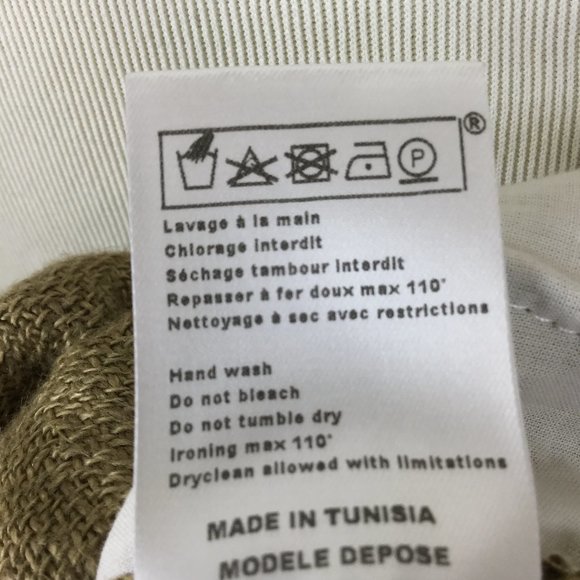 ®
P
Lavage à la main
Chlorage interdit
Séchage tambour interdit
Repasser à fer doux max 110°
Nettoyage à sec avec restrictions
Hand wash
Do not bleach
Do not tumble dry
Ironing max 110°
Dryclean allowed with limitations
MADE IN TUNISIA
MODELE DEPOSE